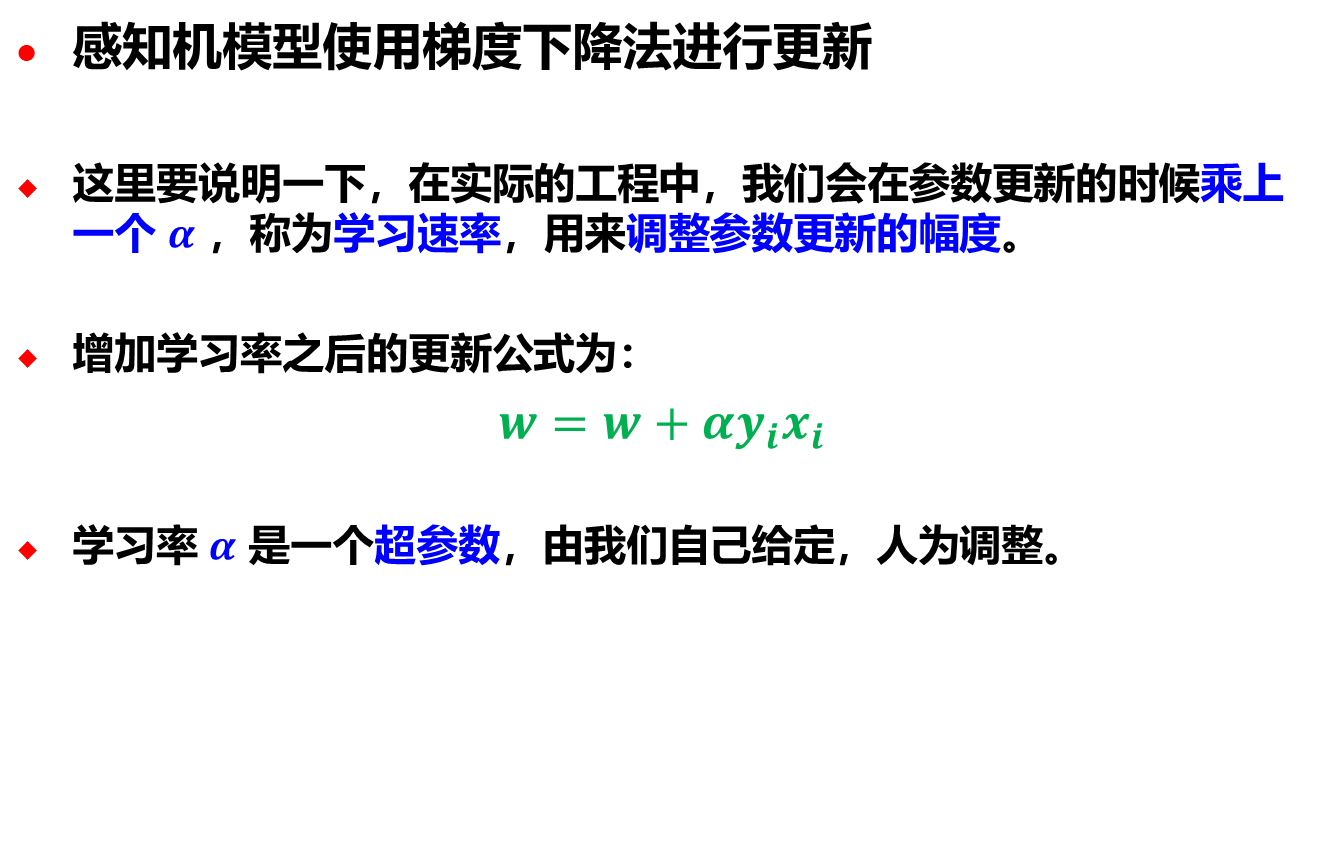 ● 感知机模型使用梯度下降法进行更新
◆ 这里要说明一下，在实际的工程中，我们会在参数更新的时候乘上
一个 α ，称为学习速率，用来调整参数更新的幅度。
◆ 增加学习率之后的更新公式为：
w = w + αyᵢxᵢ
◆ 学习率 α 是一个超参数，由我们自己给定，人为调整。